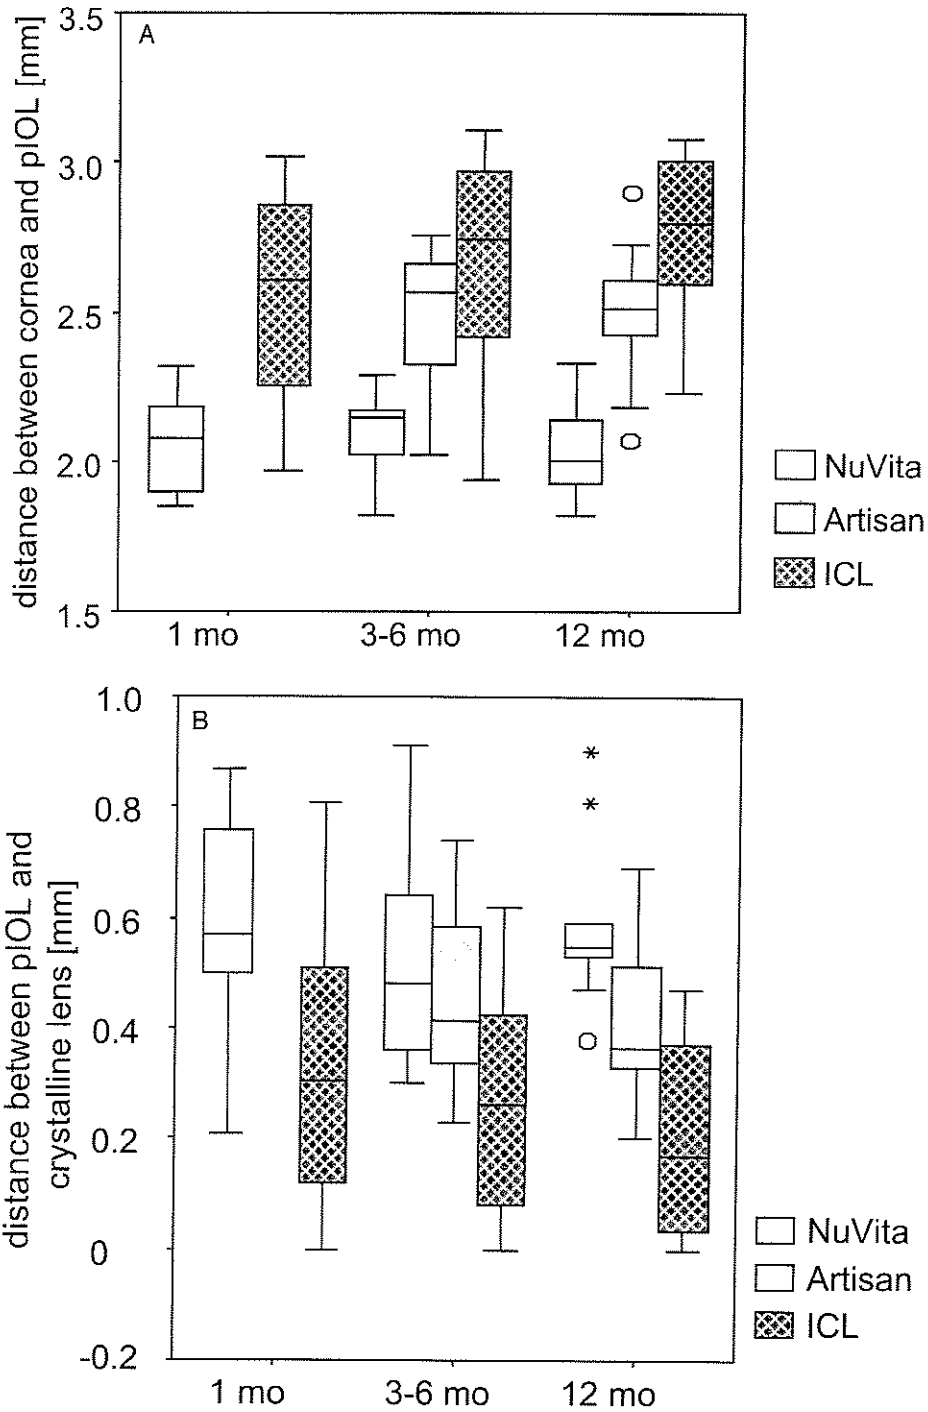 A
distance between cornea and pIOL [mm]
3.5
3.0
2.5
2.0
1.5
1 mo
3-6 mo
12 mo
NuVita
Artisan
ICL
B
distance between pIOL and
crystalline lens [mm]
1.0
0.8
0.6
0.4
0.2
0
-0.2
1 mo
3-6 mo
12 mo
NuVita
Artisan
ICL